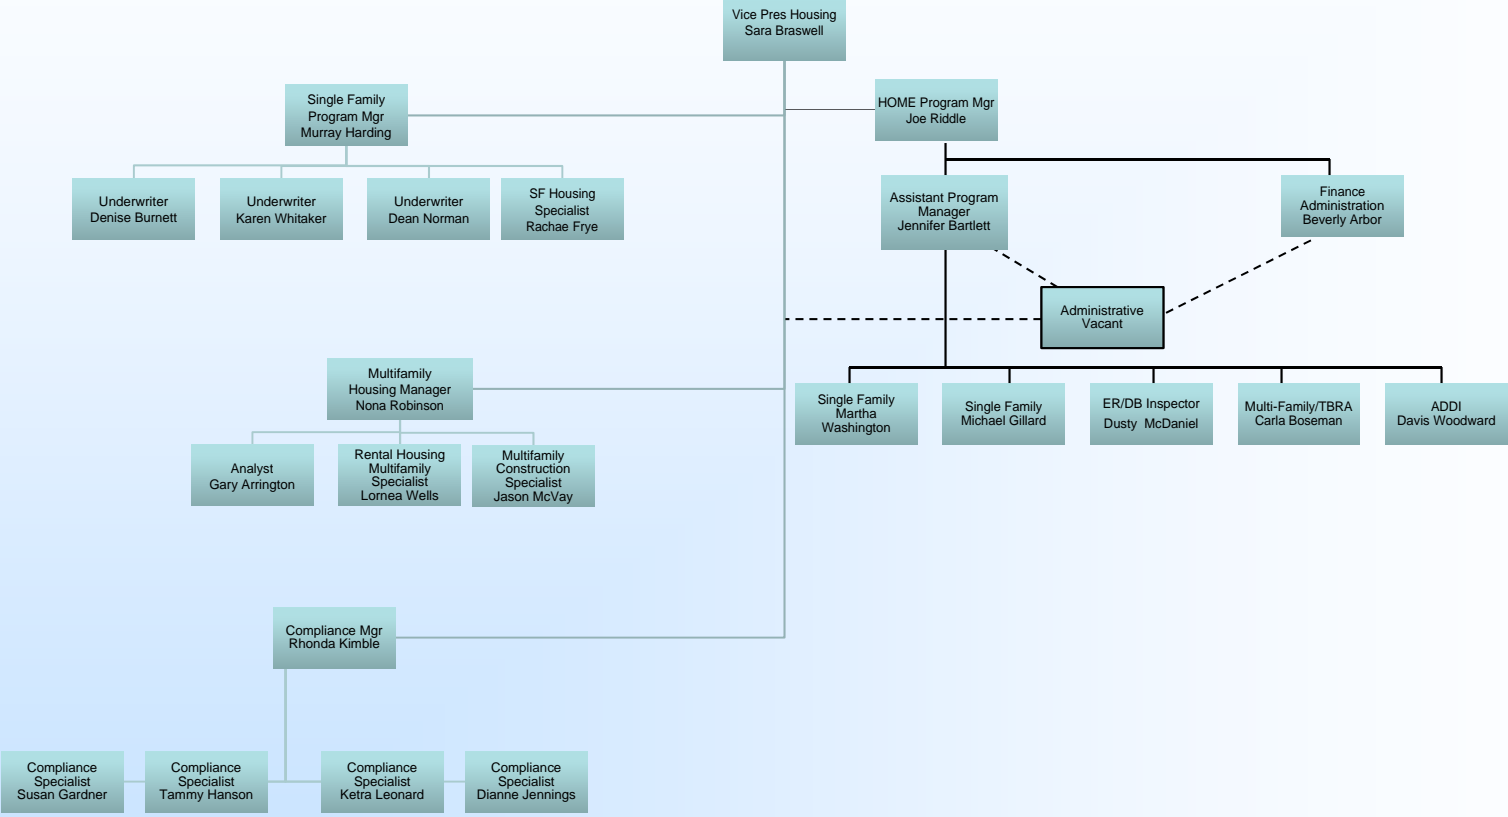 Vice Pres Housing
Sara Braswell
Single Family
Program Mgr
Murray Harding
HOME Program Mgr
Joe Riddle
Underwriter
Denise Burnett
Underwriter
Karen Whitaker
Underwriter
Dean Norman
SF Housing
Specialist
Rachae Frye
Assistant Program
Manager
Jennifer Bartlett
Finance
Administration
Beverly Arbor
Administrative
Vacant
Multifamily
Housing Manager
Nona Robinson
Single Family
Martha
Washington
Single Family
Michael Gillard
ER/DB Inspector
Dusty McDaniel
Multi-Family/TBRA
Carla Boseman
ADDI
Davis Woodward
Analyst
Gary Arrington
Rental Housing
Multifamily
Specialist
Lornea Wells
Multifamily
Construction
Specialist
Jason McVay
Compliance Mgr
Rhonda Kimble
Compliance
Specialist
Susan Gardner
Compliance
Specialist
Tammy Hanson
Compliance
Specialist
Ketra Leonard
Compliance
Specialist
Dianne Jennings